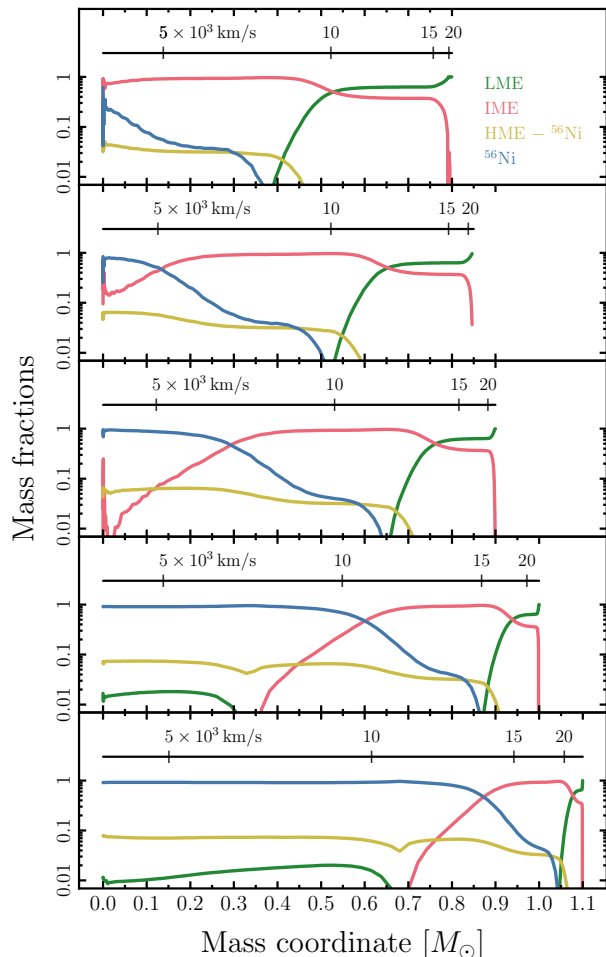 5 × 10³ km/s 10 15 20
1
0.1
0.01
LME
IME
HME − ⁵⁶Ni
⁵⁶Ni
5 × 10³ km/s 10 15 20
1
0.1
0.01
5 × 10³ km/s 10 15 20
1
0.1
0.01
5 × 10³ km/s 10 15 20
1
0.1
0.01
5 × 10³ km/s 10 15 20
1
0.1
0.01
Mass fractions
0.0 0.1 0.2 0.3 0.4 0.5 0.6 0.7 0.8 0.9 1.0 1.1
Mass coordinate [M☉]